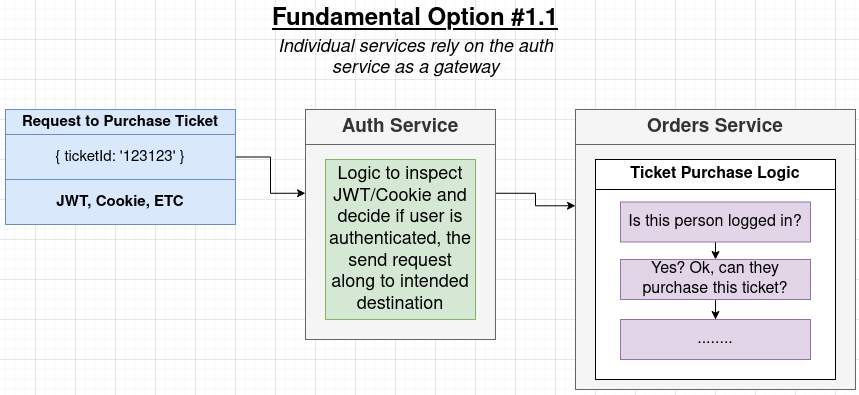 Fundamental Option #1.1
Individual services rely on the auth
service as a gateway
Request to Purchase Ticket
{ ticketId: '123123' }
JWT, Cookie, ETC
Auth Service
Logic to inspect
JWT/Cookie and
decide if user is
authenticated, the
send request
along to intended
destination
Orders Service
Ticket Purchase Logic
Is this person logged in?
Yes? Ok, can they
purchase this ticket?
........